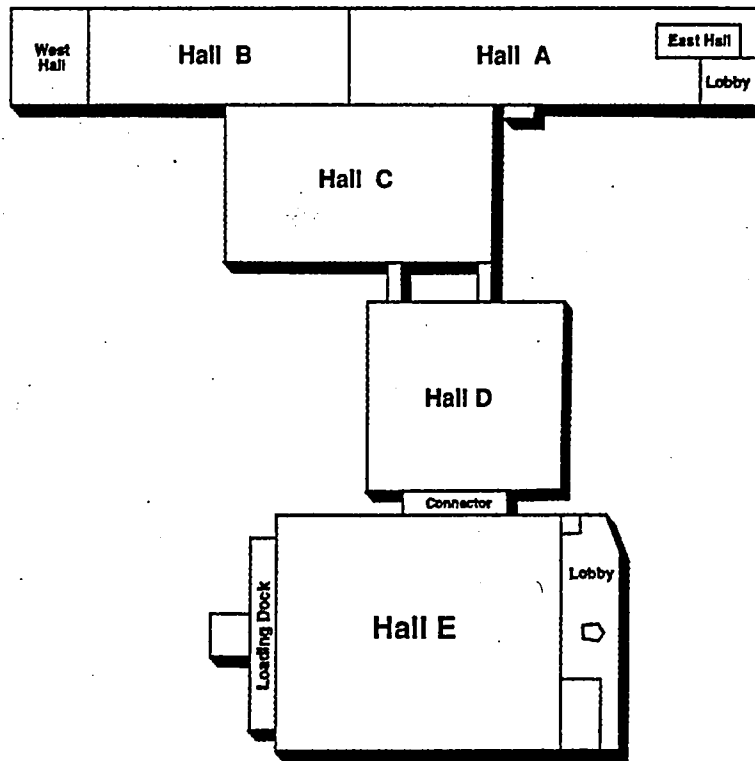 West
Hall
Hall B
Hall A
East Hall
Lobby
Hall C
Hall D
Connector
Loading Dock
Hall E
Lobby